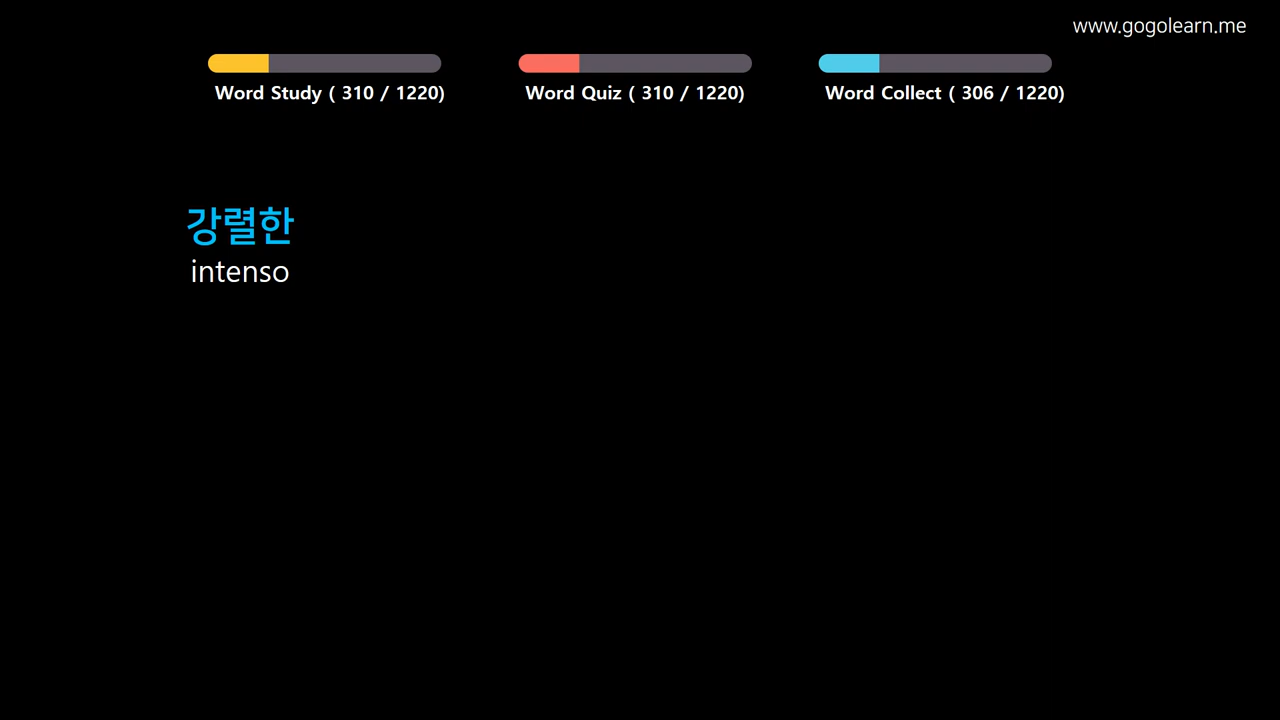 www.gogolearn.me
Word Study ( 310 / 1220)
Word Quiz ( 310 / 1220)
Word Collect ( 306 / 1220)
강렬한
intenso